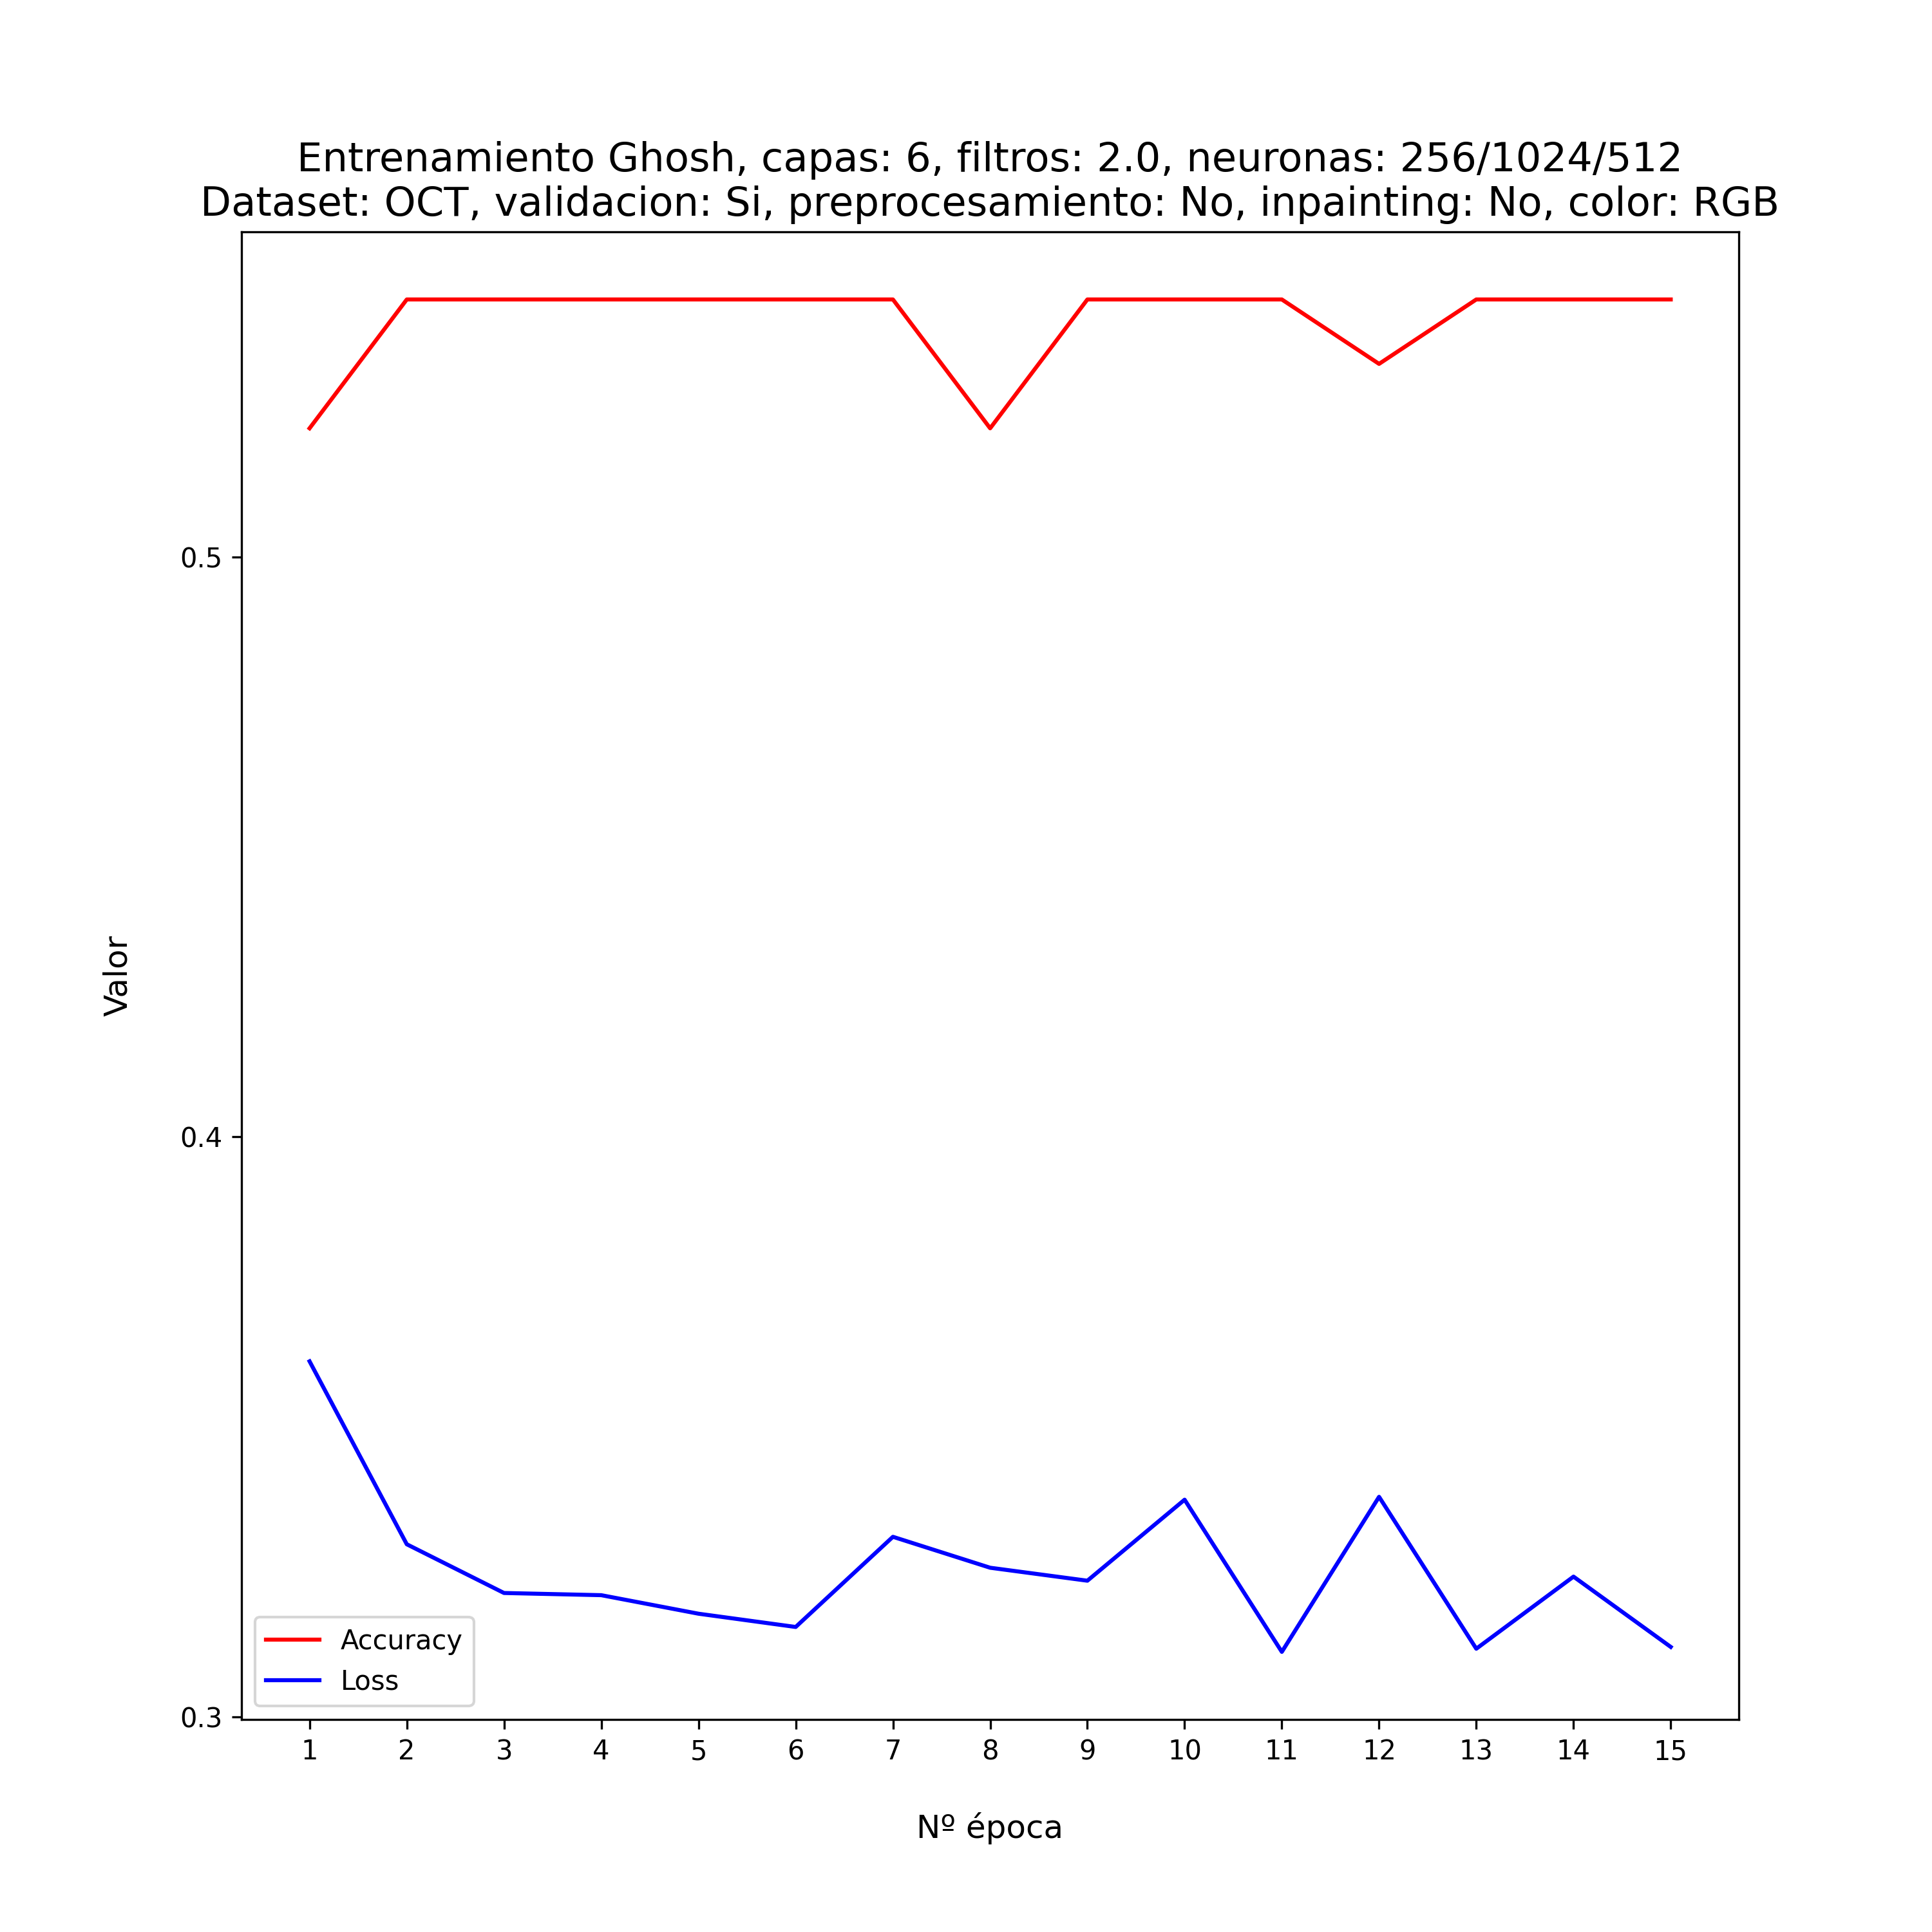 Entrenamiento Ghosh, capas: 6, filtros: 2.0, neuronas: 256/1024/512
Dataset: OCT, validacion: Si, preprocesamiento: No, inpainting: No, color: RGB
0.5
0.4
0.3
Valor
Accuracy
Loss
1 2 3 4 5 6 7 8 9 10 11 12 13 14 15
Nº época